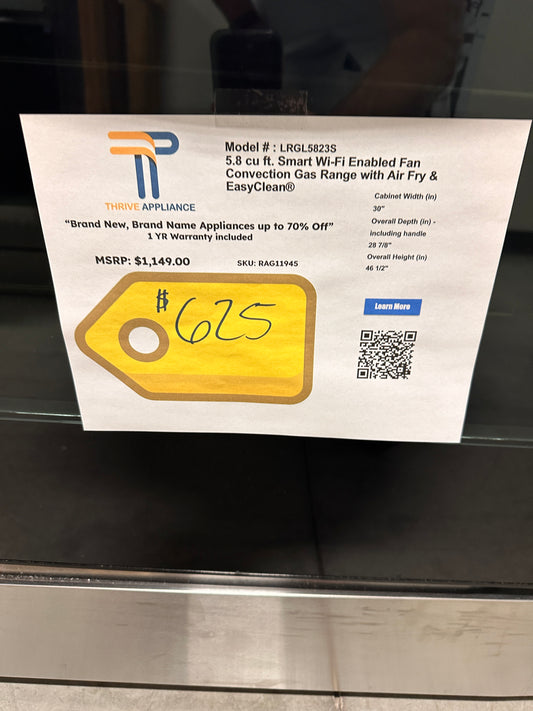 Model # : LRGL5823S
5.8 cu ft. Smart Wi-Fi Enabled Fan
Convection Gas Range with Air Fry &
EasyClean®
THRIVE APPLIANCE
"Brand New, Brand Name Appliances up to 70% Off"
1 YR Warranty included
MSRP: $1,149.00
SKU: RAG11945
$625
Cabinet Width (in)
30"
Overall Depth (in) -
including handle
28 7/8"
Overall Height (in)
46 1/2"
Learn More